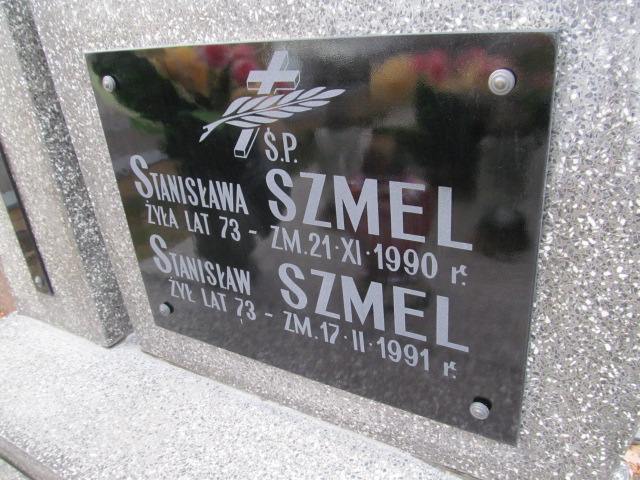 Ś.P.
STANISŁAWA SZMEL
ŻYŁA LAT 73 - ZM. 21·XI·1990 r.
STANISŁAW SZMEL
ŻYŁ LAT 73 - ZM. 17·II·1991 r.